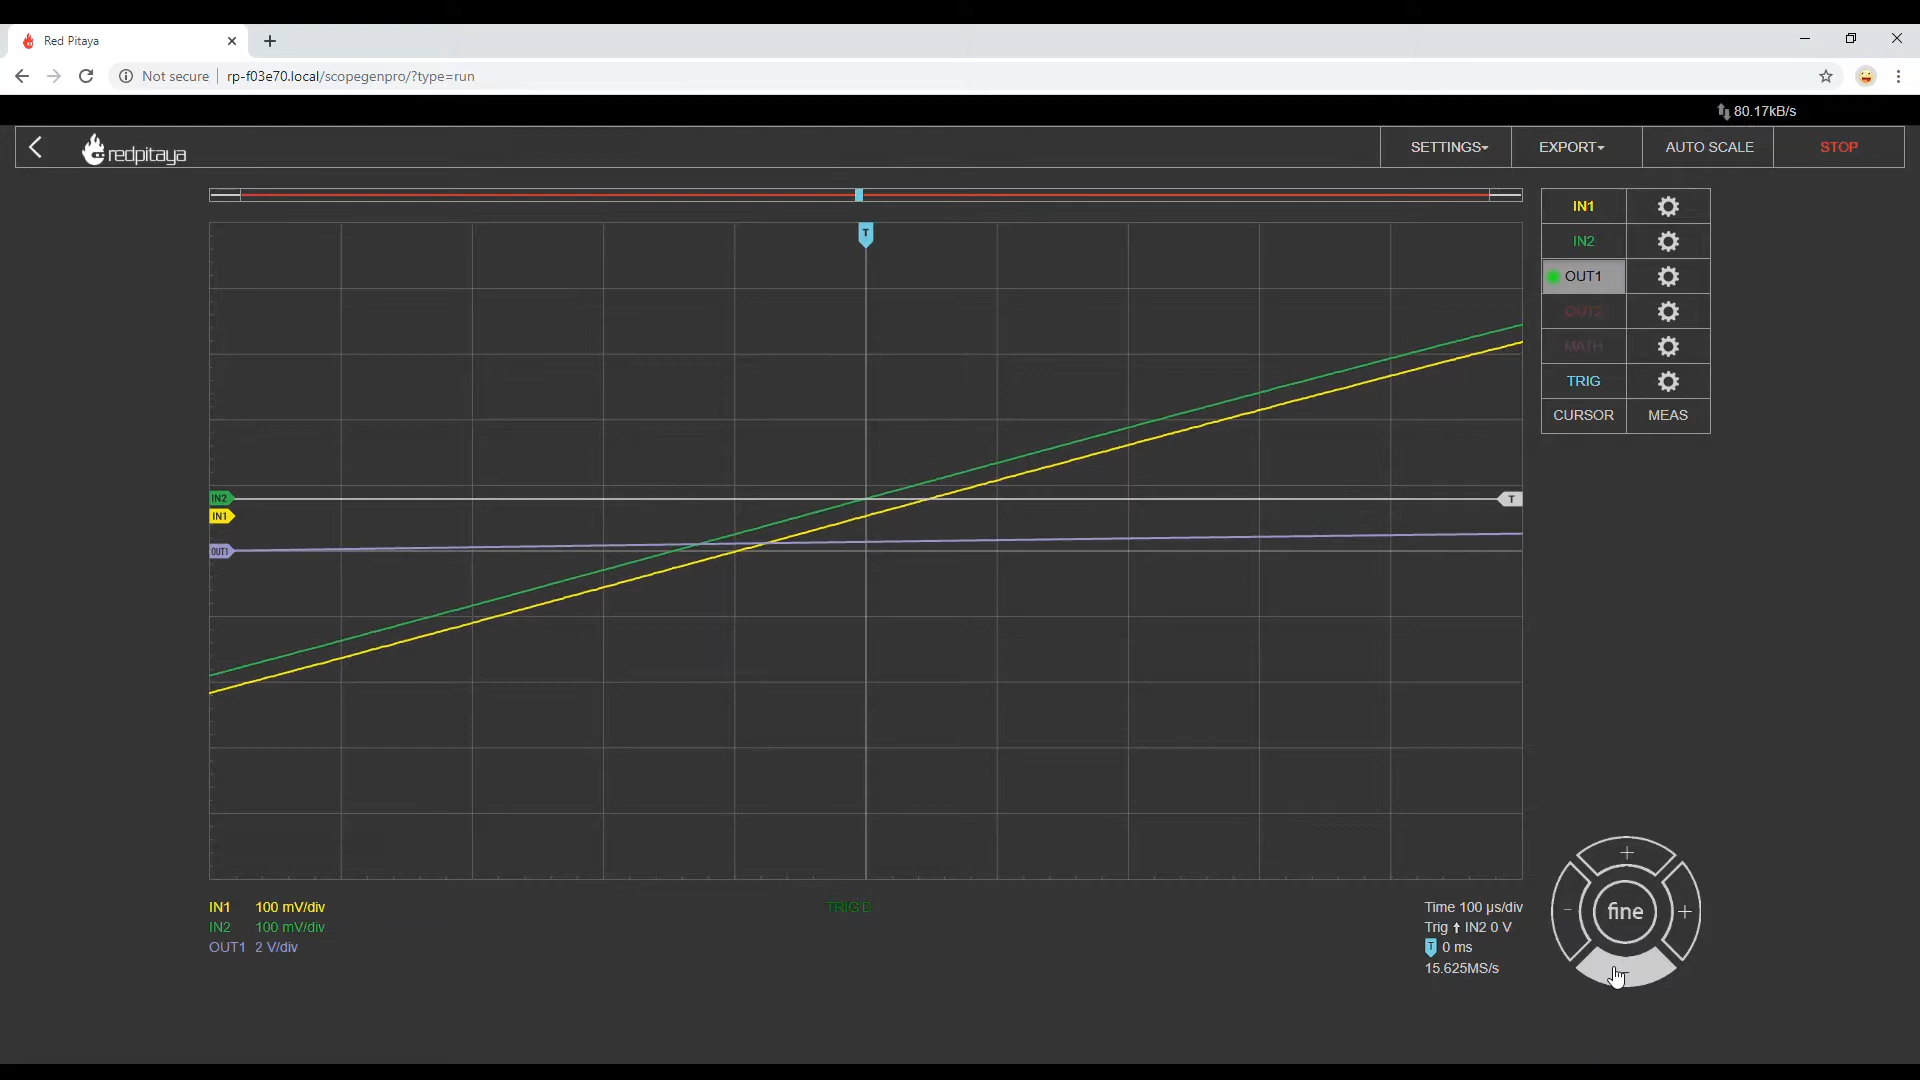 Red Pitaya
Not secure rp-f03e70.local/scopegenpro/?type=run
80.17kB/s
redpitaya
SETTINGS
EXPORT
AUTO SCALE
STOP
T
IN1
IN2
OUT1
OUT2
MATH
TRIG
CURSOR
MEAS
IN2
T
IN1
OUT1
IN1 100 mV/div
IN2 100 mV/div
OUT1 2 V/div
TRIG'D
Time 100 µs/div
Trig ↑ IN2 0 V
T 0 ms
15.625MS/s
+
- fine +